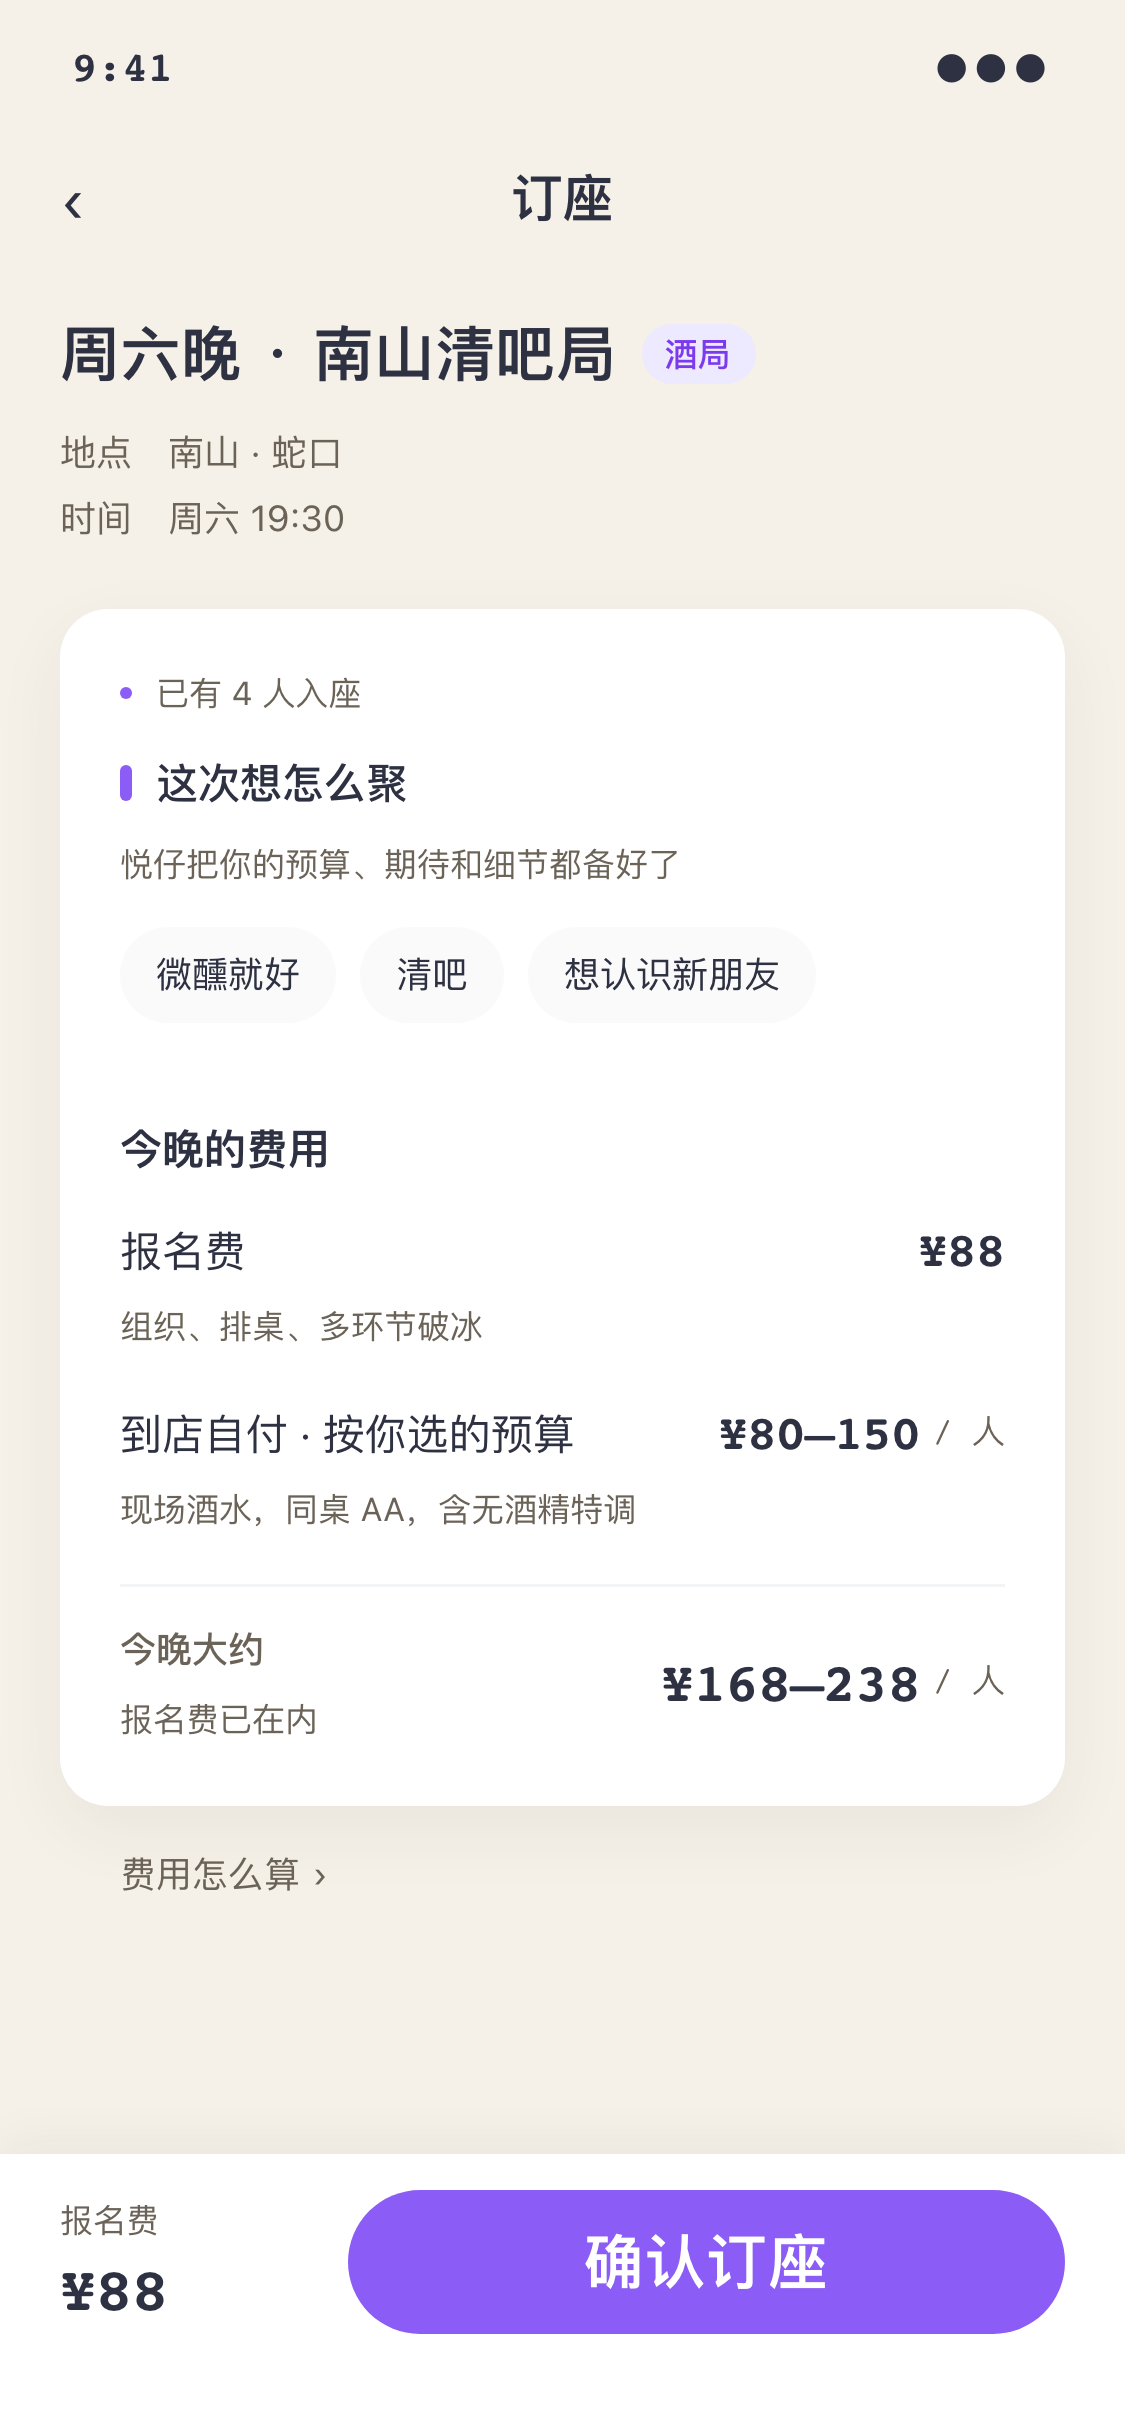 9:41
‹
订座
周六晚 · 南山清吧局
酒局
地点 南山 · 蛇口
时间 周六 19:30
已有 4 人入座
这次想怎么聚
悦仔把你的预算、期待和细节都备好了
微醺就好 清吧 想认识新朋友
今晚的费用
报名费 ¥88
组织、排桌、多环节破冰
到店自付 · 按你选的预算 ¥80—150 / 人
现场酒水，同桌 AA，含无酒精特调
今晚大约
¥168—238 / 人
报名费已在内
费用怎么算 ›
报名费
¥88
确认订座